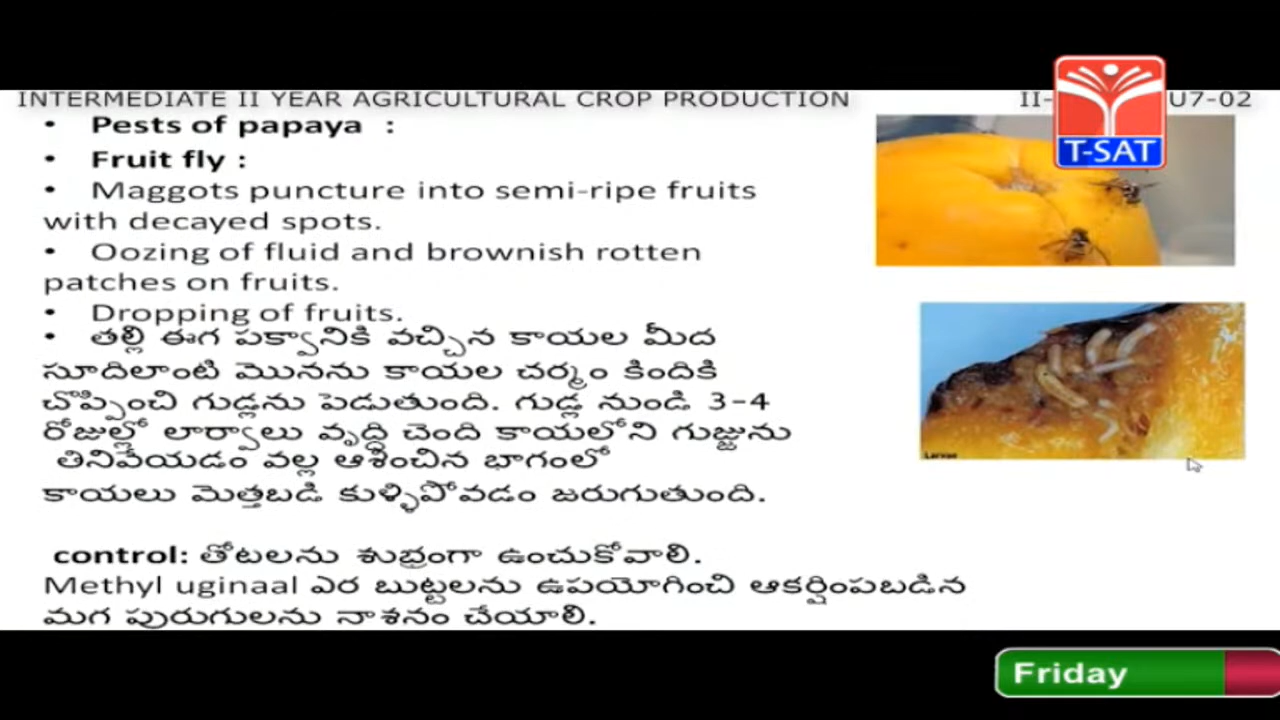 INTERMEDIATE II YEAR AGRICULTURAL CROP PRODUCTION II- U7-02
T-SAT
• Pests of papaya :
• Fruit fly :
• Maggots puncture into semi-ripe fruits
with decayed spots.
• Oozing of fluid and brownish rotten
patches on fruits.
• Dropping of fruits.
• తల్లి ఈగ పక్వానికి వచ్చిన కాయల మీద
సూదిలాంటి మొనను కాయల చర్మం కిందికి
చొప్పించి గుడ్లను పెడుతుంది. గుడ్ల నుండి 3-4
రోజుల్లో లార్వాలు వృద్ధి చెంది కాయలోని గుజ్జును
తినివేయడం వల్ల ఆశించిన భాగంలో
కాయలు మెత్తబడి కుళ్ళిపోవడం జరుగుతుంది.
Larvae
control: తోటలను శుభ్రంగా ఉంచుకోవాలి.
Methyl uginaal ఎర బుట్టలను ఉపయోగించి ఆకర్షింపబడిన
మగ పురుగులను నాశనం చేయాలి.
Friday